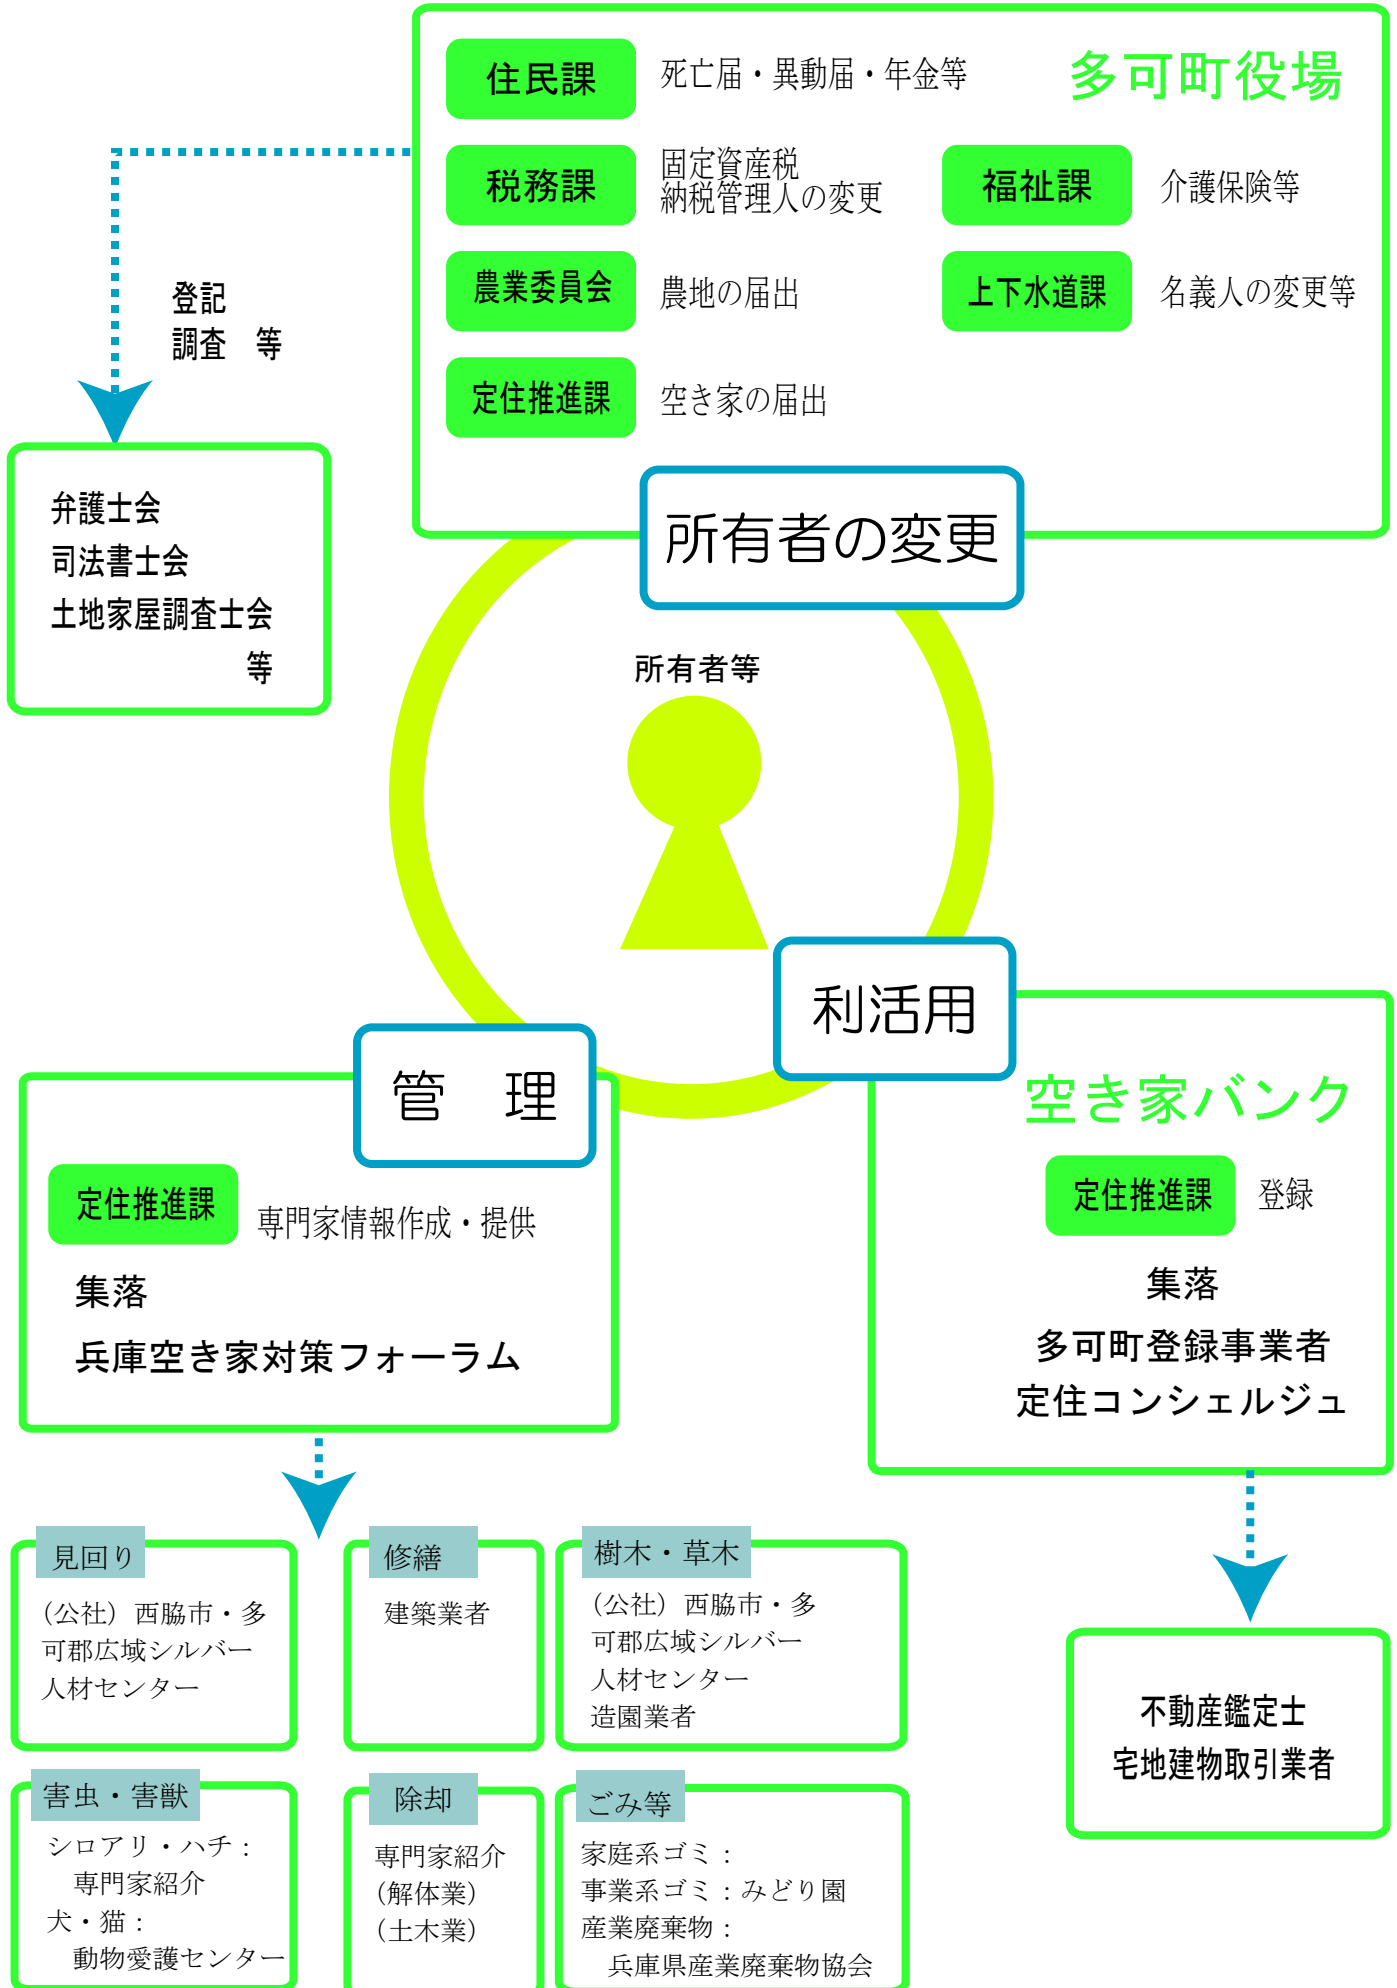 多可町役場
住民課
死亡届・異動届・年金等
税務課
固定資産税
納税管理人の変更
福祉課
介護保険等
農業委員会
農地の届出
上下水道課
名義人の変更等
定住推進課
空き家の届出
登記
調査　等
弁護士会
司法書士会
土地家屋調査士会
等
所有者の変更
所有者等
利活用
管　理
空き家バンク
定住推進課
登録
集落
多可町登録事業者
定住コンシェルジュ
定住推進課
専門家情報作成・提供
集落
兵庫空き家対策フォーラム
見回り
（公社）西脇市・多
可郡広域シルバー
人材センター
修繕
建築業者
樹木・草木
（公社）西脇市・多
可郡広域シルバー
人材センター
造園業者
不動産鑑定士
宅地建物取引業者
害虫・害獣
シロアリ・ハチ：
専門家紹介
犬・猫：
動物愛護センター
除却
専門家紹介
（解体業）
（土木業）
ごみ等
家庭系ゴミ：
事業系ゴミ：みどり園
産業廃棄物：
兵庫県産業廃棄物協会